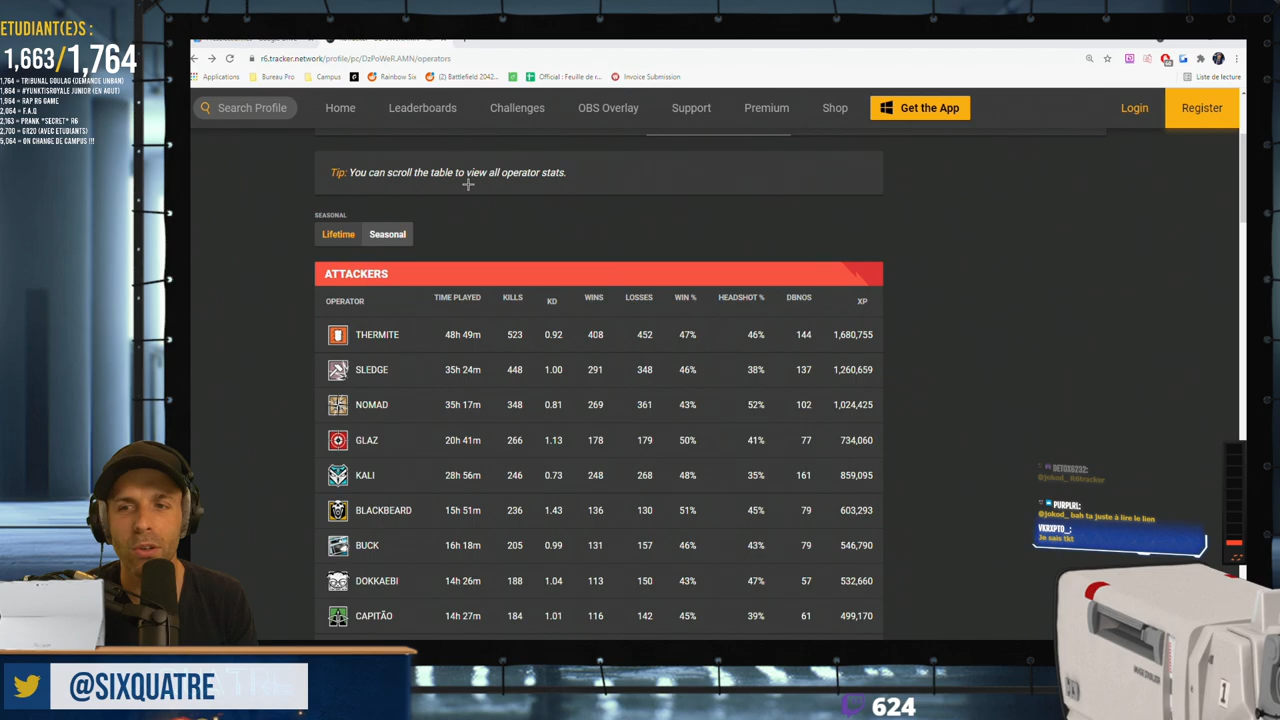 ETUDIANT(E)S :
1,663/1,764
1,764 = TRIBUNAL GOULAG (DEMANDE UNBAN)
1,864 = #YUNKTISROYALE JUNIOR (EN AOUT)
1,964 = RAP R6 GAME
2,064 = F.A.Q
2,163 = PRANK "SECRET" R6
2,700 = GR20 (AVEC ETUDIANTS)
5,064 = ON CHANGE DE CAMPUS !!!
r6.tracker.network/profile/pc/DzPoWeR.AMN/operators
Applications Bureau Pro Campus Rainbow Six (2) Battlefield 2042... Official : Feuille de r... Invoice Submission Liste de lecture
Search Profile Home Leaderboards Challenges OBS Overlay Support Premium Shop Get the App Login Register
Tip: You can scroll the table to view all operator stats.
SEASONAL
Lifetime Seasonal
ATTACKERS
OPERATOR TIME PLAYED KILLS KD WINS LOSSES WIN % HEADSHOT % DBNOS XP
THERMITE 48h 49m 523 0.92 408 452 47% 46% 144 1,680,755
SLEDGE 35h 24m 448 1.00 291 348 46% 38% 137 1,260,659
NOMAD 35h 17m 348 0.81 269 361 43% 52% 102 1,024,425
GLAZ 20h 41m 266 1.13 178 179 50% 41% 77 734,060
KALI 28h 56m 246 0.73 248 268 48% 35% 161 859,095
BLACKBEARD 15h 51m 236 1.43 136 130 51% 45% 79 603,293
BUCK 16h 18m 205 0.99 131 157 46% 43% 79 546,790
DOKKAEBI 14h 26m 188 1.04 113 150 43% 47% 57 532,660
CAPITÃO 14h 27m 184 1.01 116 142 45% 39% 61 499,170
DETOX6232:
@jokod_ R6tracker
PURPLRL:
@jokod_ bah ta juste à lire le lien
VKRXPTD_:
Je sais tkt
@SIXQUATRE
624
1